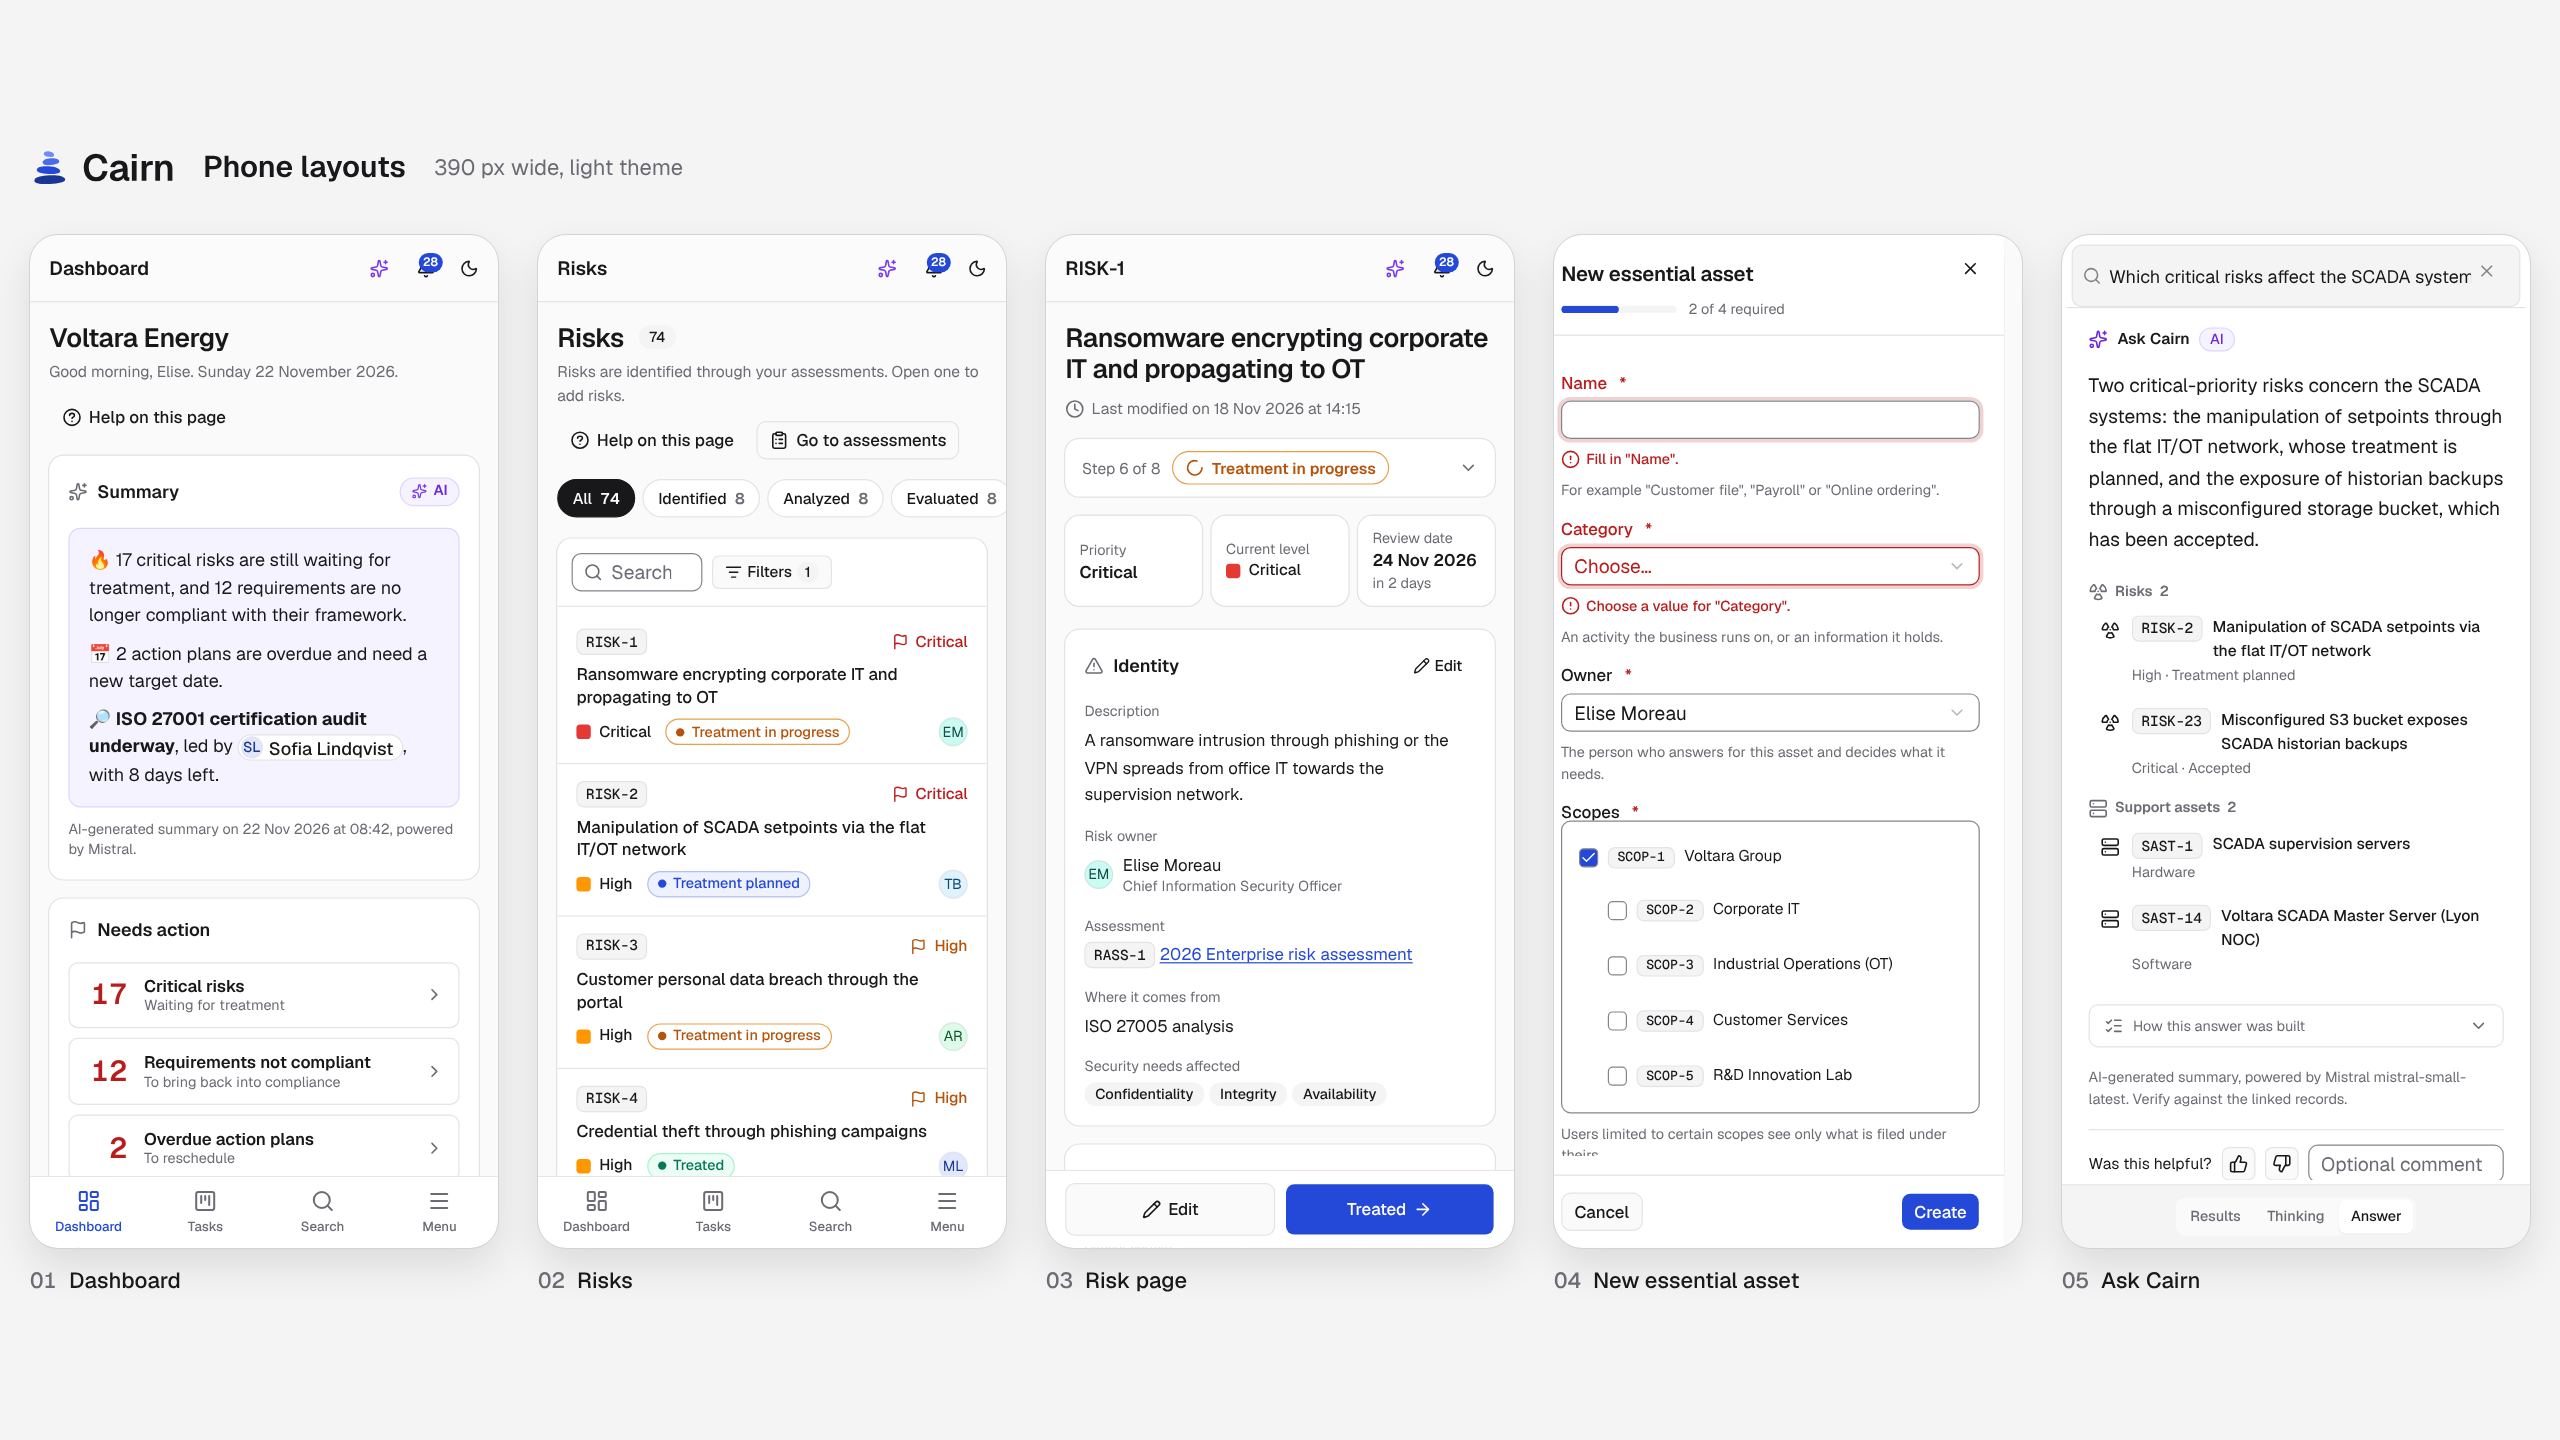 Cairn Phone layouts 390 px wide, light theme
Dashboard 28
Voltara Energy
Good morning, Elise. Sunday 22 November 2026.
Help on this page
Summary AI
🔥 17 critical risks are still waiting for
treatment, and 12 requirements are no
longer compliant with their framework.
📅 2 action plans are overdue and need a
new target date.
🔎 ISO 27001 certification audit
underway, led by SL Sofia Lindqvist,
with 8 days left.
AI-generated summary on 22 Nov 2026 at 08:42, powered
by Mistral.
Needs action
17 Critical risks
Waiting for treatment
12 Requirements not compliant
To bring back into compliance
2 Overdue action plans
To reschedule
Dashboard Tasks Search Menu
01 Dashboard
Risks 28
Risks 74
Risks are identified through your assessments. Open one to
add risks.
Help on this page Go to assessments
All 74 Identified 8 Analyzed 8 Evaluated 8
Search Filters 1
RISK-1 Critical
Ransomware encrypting corporate IT and
propagating to OT
Critical Treatment in progress EM
RISK-2 Critical
Manipulation of SCADA setpoints via the flat
IT/OT network
High Treatment planned TB
RISK-3 High
Customer personal data breach through the
portal
High Treatment in progress AR
RISK-4 High
Credential theft through phishing campaigns
High Treated ML
Dashboard Tasks Search Menu
02 Risks
RISK-1 28
Ransomware encrypting corporate
IT and propagating to OT
Last modified on 18 Nov 2026 at 14:15
Step 6 of 8 Treatment in progress
Priority
Critical
Current level
Critical
Review date
24 Nov 2026
in 2 days
Identity Edit
Description
A ransomware intrusion through phishing or the
VPN spreads from office IT towards the
supervision network.
Risk owner
EM Elise Moreau
Chief Information Security Officer
Assessment
RASS-1 2026 Enterprise risk assessment
Where it comes from
ISO 27005 analysis
Security needs affected
Confidentiality Integrity Availability
Edit Treated
03 Risk page
New essential asset
2 of 4 required
Name *
Fill in "Name".
For example "Customer file", "Payroll" or "Online ordering".
Category *
Choose...
Choose a value for "Category".
An activity the business runs on, or an information it holds.
Owner *
Elise Moreau
The person who answers for this asset and decides what it
needs.
Scopes *
SCOP-1 Voltara Group
SCOP-2 Corporate IT
SCOP-3 Industrial Operations (OT)
SCOP-4 Customer Services
SCOP-5 R&D Innovation Lab
Users limited to certain scopes see only what is filed under
theirs.
Cancel Create
04 New essential asset
Which critical risks affect the SCADA system
Ask Cairn AI
Two critical-priority risks concern the SCADA
systems: the manipulation of setpoints through
the flat IT/OT network, whose treatment is
planned, and the exposure of historian backups
through a misconfigured storage bucket, which
has been accepted.
Risks 2
RISK-2 Manipulation of SCADA setpoints via
the flat IT/OT network
High · Treatment planned
RISK-23 Misconfigured S3 bucket exposes
SCADA historian backups
Critical · Accepted
Support assets 2
SAST-1 SCADA supervision servers
Hardware
SAST-14 Voltara SCADA Master Server (Lyon
NOC)
Software
How this answer was built
AI-generated summary, powered by Mistral mistral-small-
latest. Verify against the linked records.
Was this helpful? Optional comment
Results Thinking Answer
05 Ask Cairn